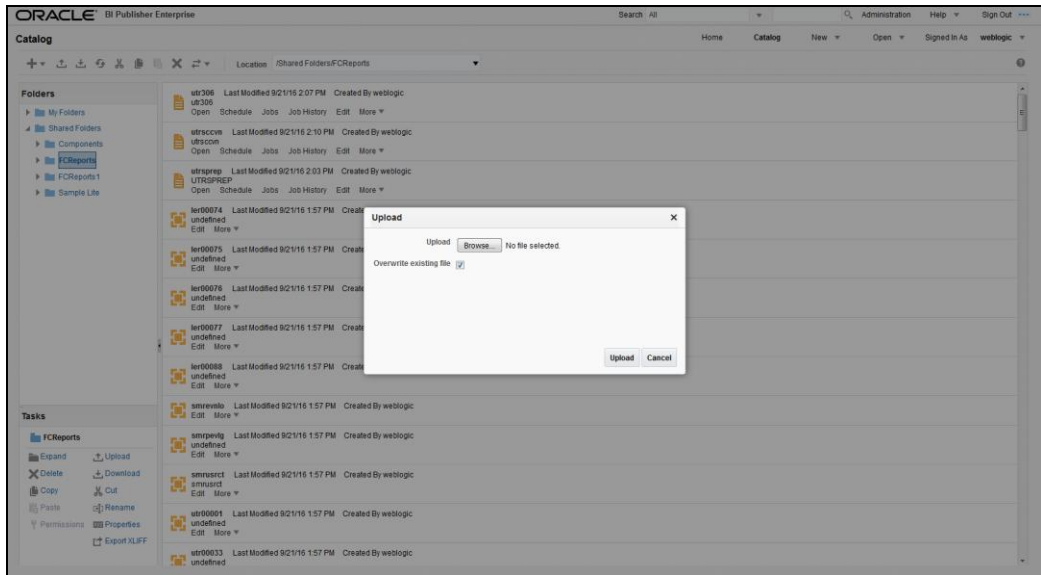 ORACLE BI Publisher Enterprise Search All Administration Help Sign Out
Catalog Home Catalog New Open Signed In As weblogic
Location /Shared Folders/FCReports
Folders
My Folders
Shared Folders
Components
FCReports
FCReports1
Sample Lite
utr306 Last Modified 9/21/16 2:07 PM Created By weblogic
utr306
Open Schedule Jobs Job History Edit More
utrsccvn Last Modified 9/21/16 2:10 PM Created By weblogic
utrsccvn
Open Schedule Jobs Job History Edit More
utrsprep Last Modified 9/21/16 2:03 PM Created By weblogic
UTRSPREP
Open Schedule Jobs Job History Edit More
ler00074 Last Modified 9/21/16 1:57 PM Create
undefined
Edit More
ler00075 Last Modified 9/21/16 1:57 PM Create
undefined
Edit More
ler00076 Last Modified 9/21/16 1:57 PM Create
undefined
Edit More
ler00077 Last Modified 9/21/16 1:57 PM Create
undefined
Edit More
ler00088 Last Modified 9/21/16 1:57 PM Create
undefined
Edit More
Last Modified 9/21/16 1:57 PM Created By weblogic
Edit More
smrpevlg Last Modified 9/21/16 1:57 PM Created By weblogic
undefined
Edit More
smrusrct Last Modified 9/21/16 1:57 PM Created By weblogic
smrusrct
Edit More
utr00001 Last Modified 9/21/16 1:57 PM Created By weblogic
undefined
Edit More
utr00033 Last Modified 9/21/16 1:57 PM Created By weblogic
undefined
Upload
Upload Browse... No file selected.
Overwrite existing file
Upload Cancel
Tasks
FCReports
Expand Upload
Delete Download
Copy Cut
Paste Rename
Permissions Properties
Export XLIFF